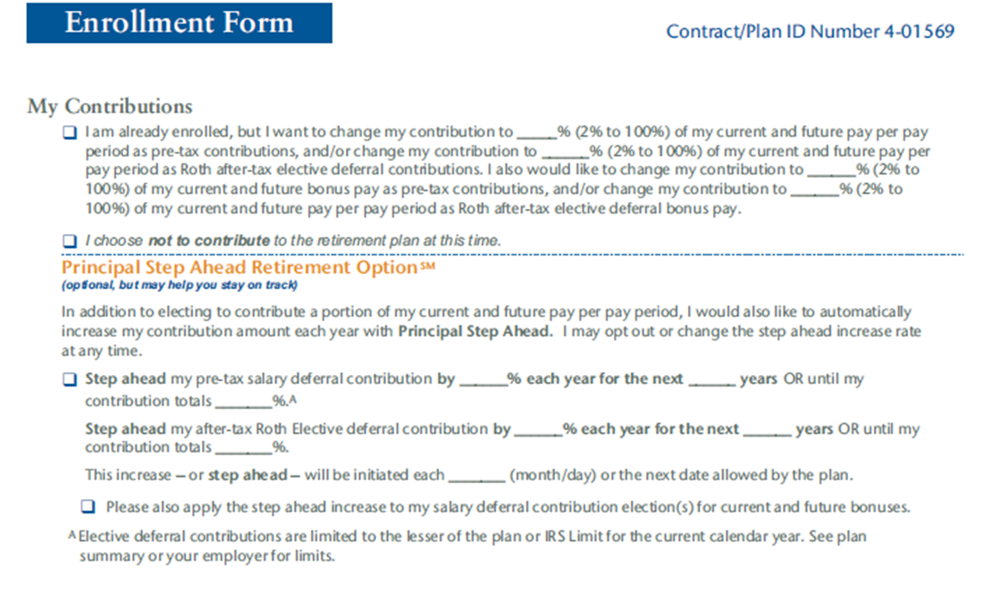 Enrollment Form
Contract/Plan ID Number 4-01569
My Contributions
I am already enrolled, but I want to change my contribution to _____% (2% to 100%) of my current and future pay per pay
period as pre-tax contributions, and/or change my contribution to ______% (2% to 100%) of my current and future pay per
pay period as Roth after-tax elective deferral contributions. I also would like to change my contribution to ______% (2% to
100%) of my current and future bonus pay as pre-tax contributions, and/or change my contribution to ______% (2% to
100%) of my current and future pay per pay period as Roth after-tax elective deferral bonus pay.
I choose not to contribute to the retirement plan at this time.
Principal Step Ahead Retirement Option℠
(optional, but may help you stay on track)
In addition to electing to contribute a portion of my current and future pay per pay period, I would also like to automatically
increase my contribution amount each year with Principal Step Ahead. I may opt out or change the step ahead increase rate
at any time.
Step ahead my pre-tax salary deferral contribution by ______% each year for the next ______ years OR until my
contribution totals _______%.A
Step ahead my after-tax Roth Elective deferral contribution by ______% each year for the next ______ years OR until my
contribution totals _______%.
This increase – or step ahead – will be initiated each _______ (month/day) or the next date allowed by the plan.
Please also apply the step ahead increase to my salary deferral contribution election(s) for current and future bonuses.
A Elective deferral contributions are limited to the lesser of the plan or IRS Limit for the current calendar year. See plan
summary or your employer for limits.